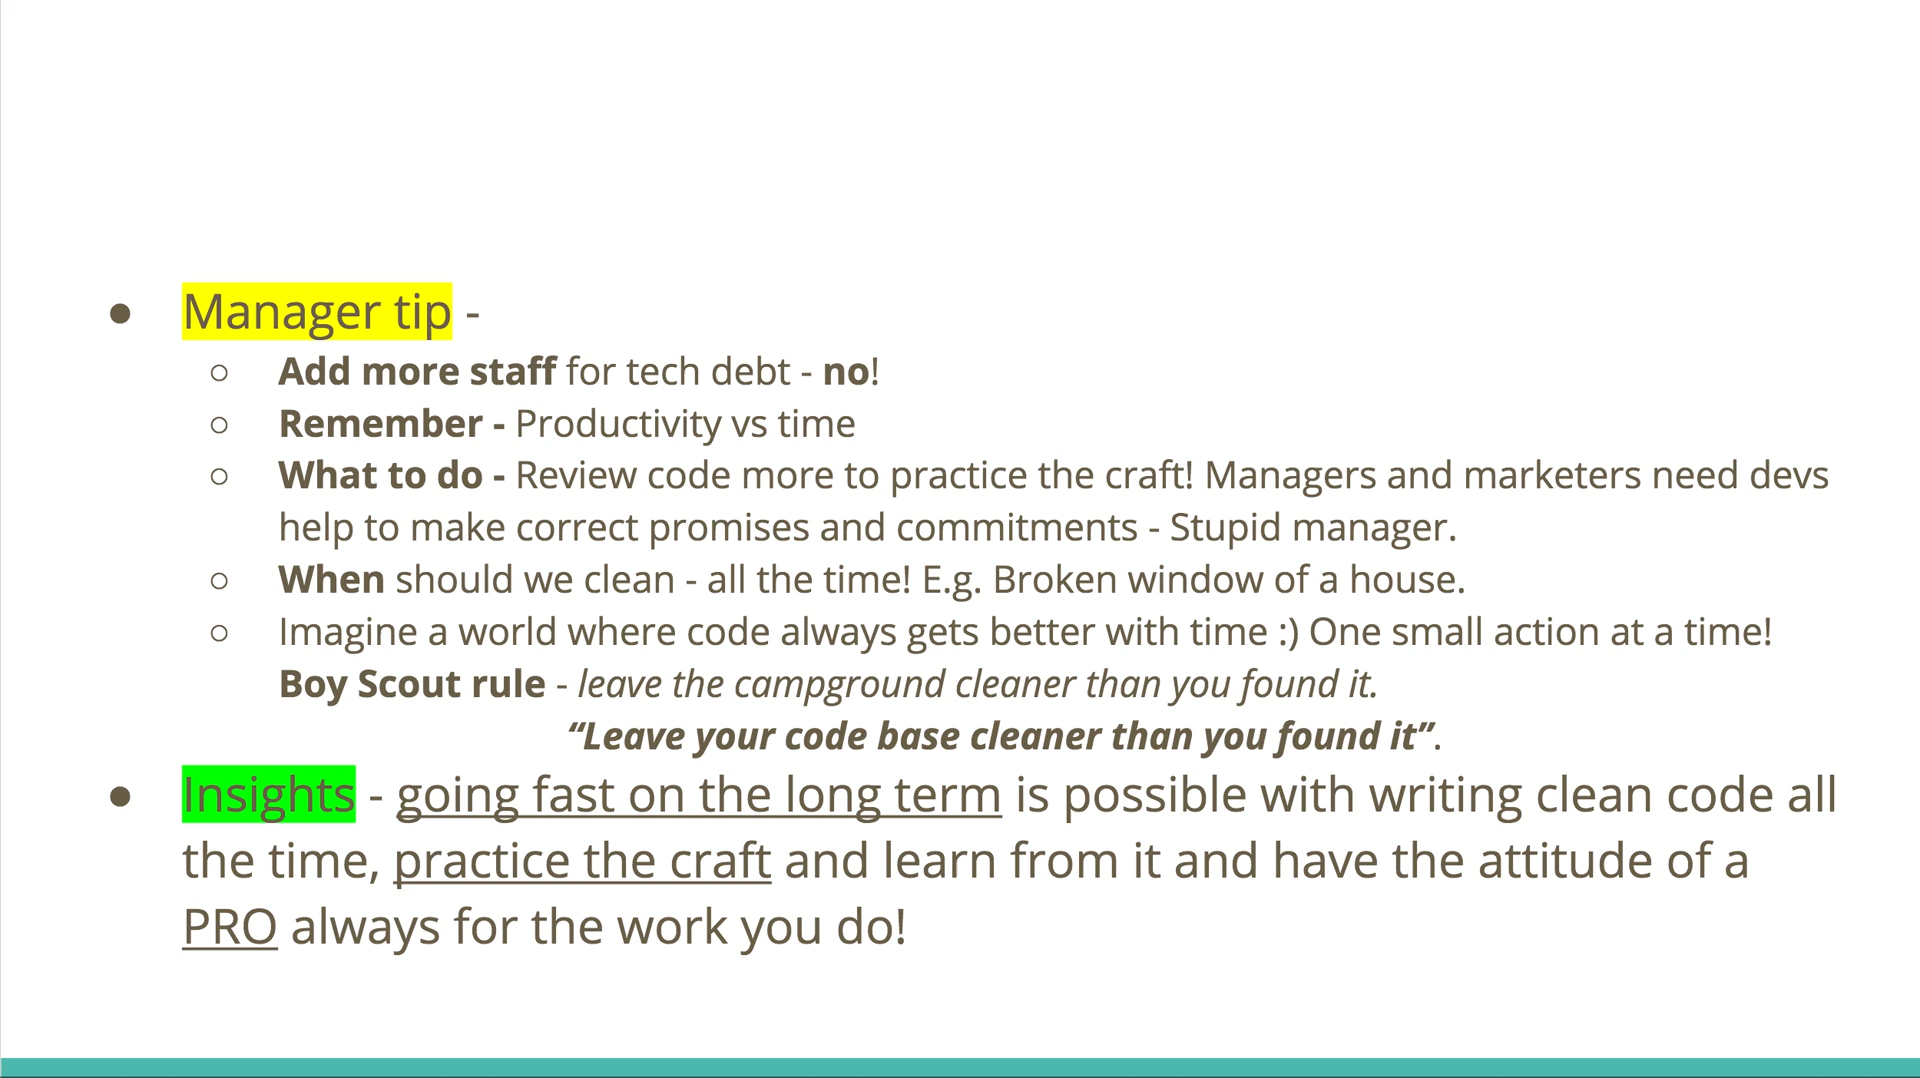 ● Manager tip -
○ Add more staff for tech debt - no!
○ Remember - Productivity vs time
○ What to do - Review code more to practice the craft! Managers and marketers need devs
help to make correct promises and commitments - Stupid manager.
○ When should we clean - all the time! E.g. Broken window of a house.
○ Imagine a world where code always gets better with time :) One small action at a time!
Boy Scout rule - leave the campground cleaner than you found it.
“Leave your code base cleaner than you found it”.
● Insights - going fast on the long term is possible with writing clean code all
the time, practice the craft and learn from it and have the attitude of a
PRO always for the work you do!